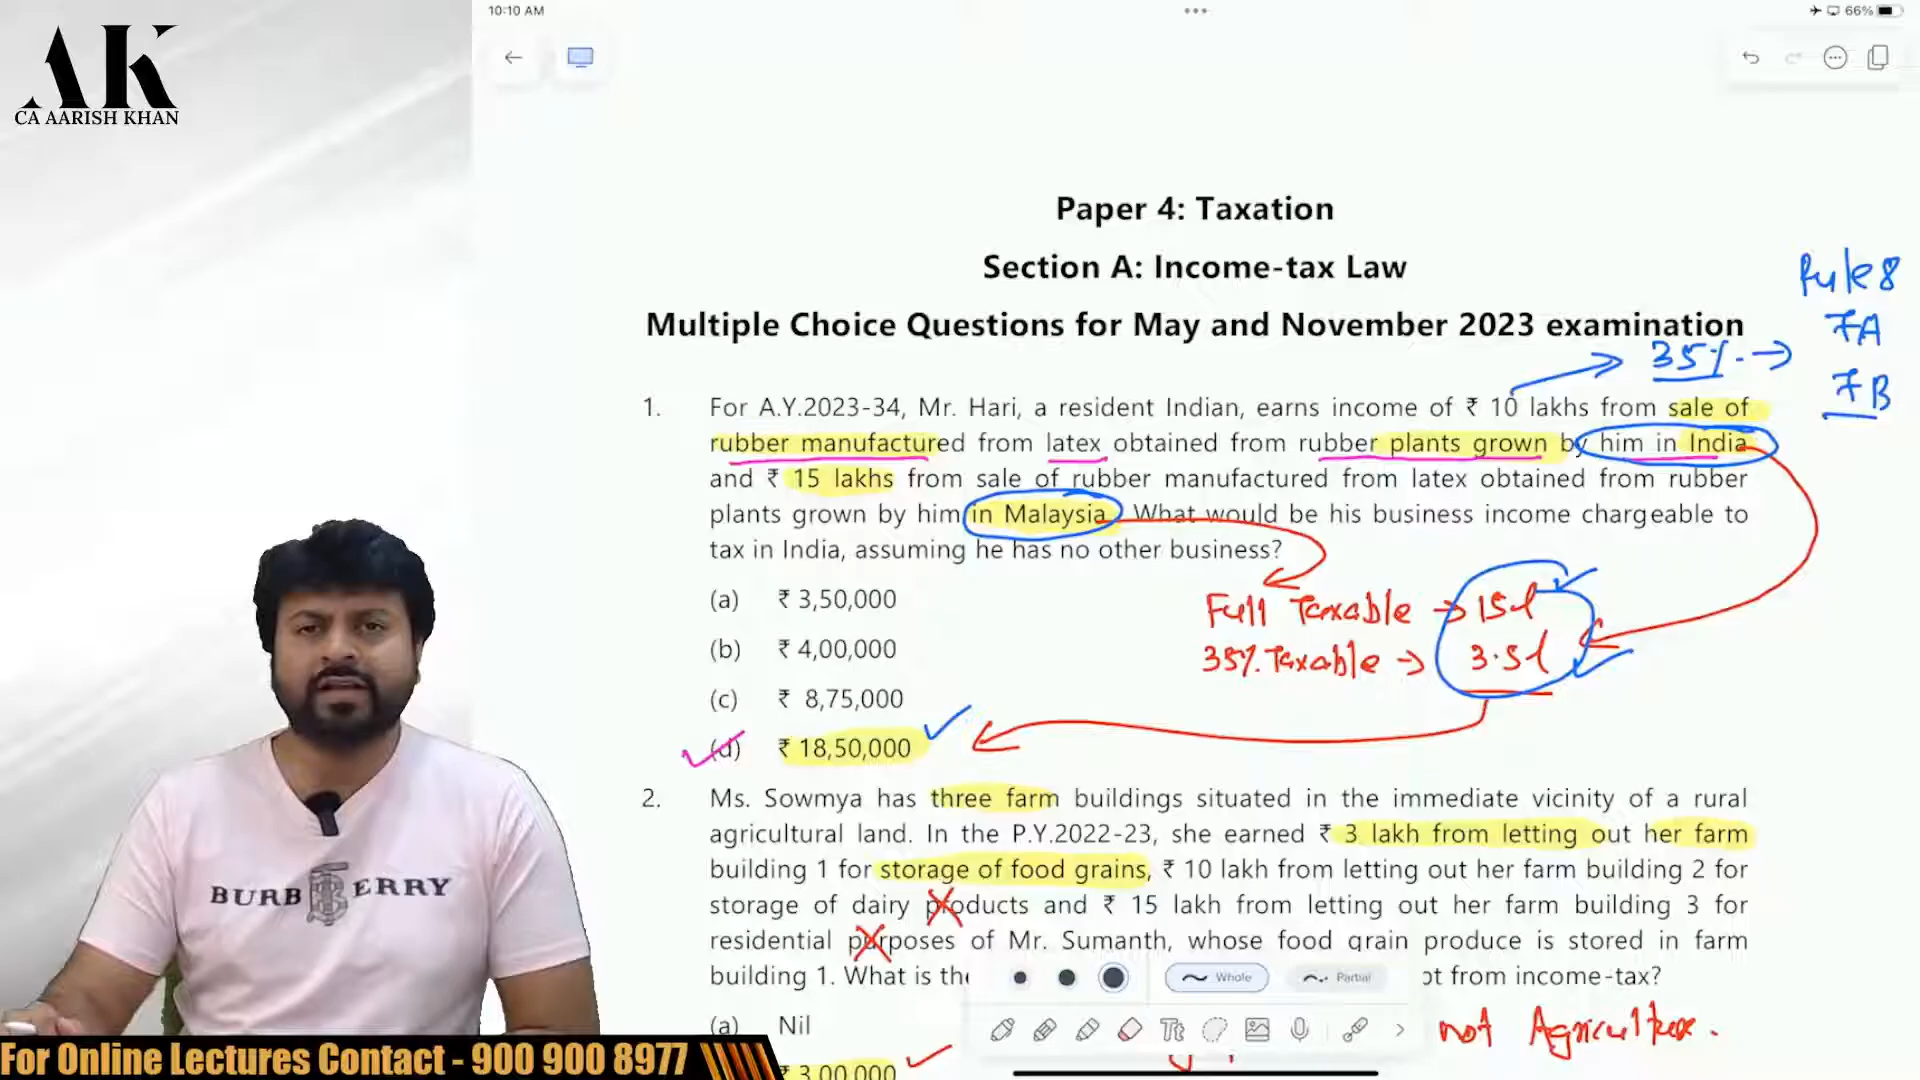 10:10 AM
66%
AK
CA AARISH KHAN
Paper 4: Taxation
Section A: Income-tax Law
Multiple Choice Questions for May and November 2023 examination
Rule 8
7A
7B
35% →
1. For A.Y.2023-34, Mr. Hari, a resident Indian, earns income of ₹ 10 lakhs from sale of
rubber manufactured from latex obtained from rubber plants grown by him in India
and ₹ 15 lakhs from sale of rubber manufactured from latex obtained from rubber
plants grown by him in Malaysia. What would be his business income chargeable to
tax in India, assuming he has no other business?
(a) ₹ 3,50,000
(b) ₹ 4,00,000
(c) ₹ 8,75,000
(d) ₹ 18,50,000
Full Taxable → 15l
35% Taxable → 3.5l
2. Ms. Sowmya has three farm buildings situated in the immediate vicinity of a rural
agricultural land. In the P.Y.2022-23, she earned ₹ 3 lakh from letting out her farm
building 1 for storage of food grains, ₹ 10 lakh from letting out her farm building 2 for
storage of dairy products and ₹ 15 lakh from letting out her farm building 3 for
residential purposes of Mr. Sumanth, whose food grain produce is stored in farm
building 1. What is the pt from income-tax?
Whole Partial
(a) Nil
not Agriculture.
₹ 3,00,000
BURBERRY
For Online Lectures Contact - 900 900 8977